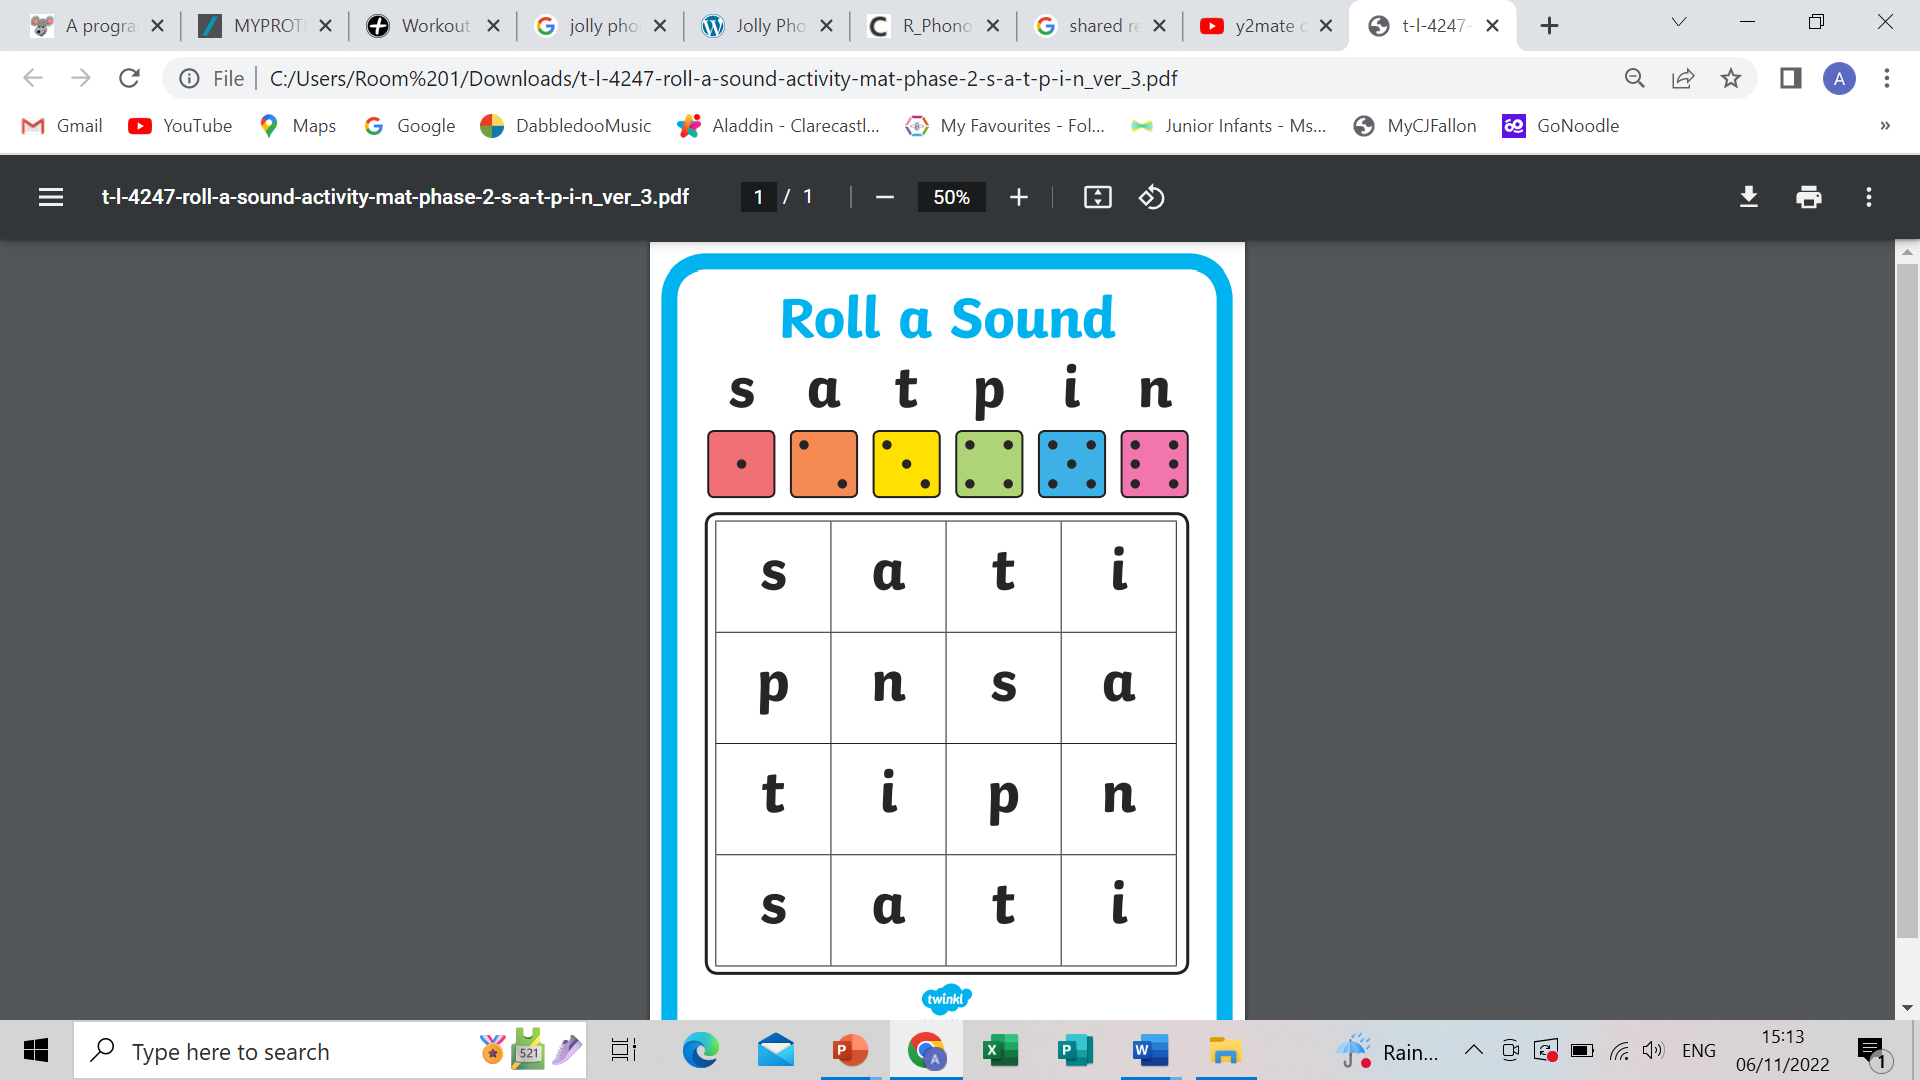 A progra MYPROT Workout jolly pho Jolly Pho R_Phono shared re y2mate c t-l-4247-
File C:/Users/Room%201/Downloads/t-l-4247-roll-a-sound-activity-mat-phase-2-s-a-t-p-i-n_ver_3.pdf A
Gmail YouTube Maps Google DabbledooMusic Aladdin - Clarecastl... My Favourites - Fol... Junior Infants - Ms... MyCJFallon GoNoodle »
t-l-4247-roll-a-sound-activity-mat-phase-2-s-a-t-p-i-n_ver_3.pdf 1 / 1 50%
Roll a Sound
s a t p i n
s a t i
p n s a
t i p n
s a t i
twinkl
Type here to search 521 Rain... ENG 15:13
06/11/2022 1